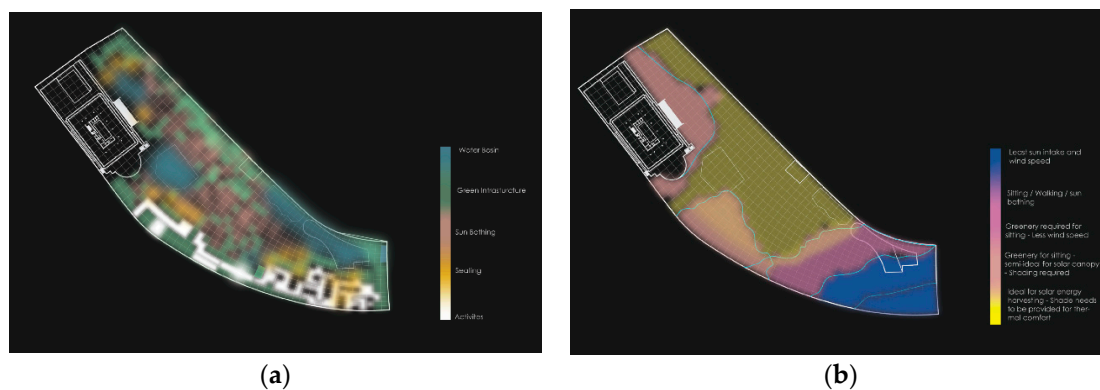 Water Basin
Green Infrasturcture
Sun Bathing
Seating
Activites
Least sun intake and
wind speed
Sitting / Walking / sun
bathing
Greenery required for
sitting - Less wind speed
Greenery for sitting -
semi-ideal for solar canopy
- Shading required
Ideal for solar energy
harvesting - Shade needs
to be provided for ther-
mal comfort
(a)
(b)